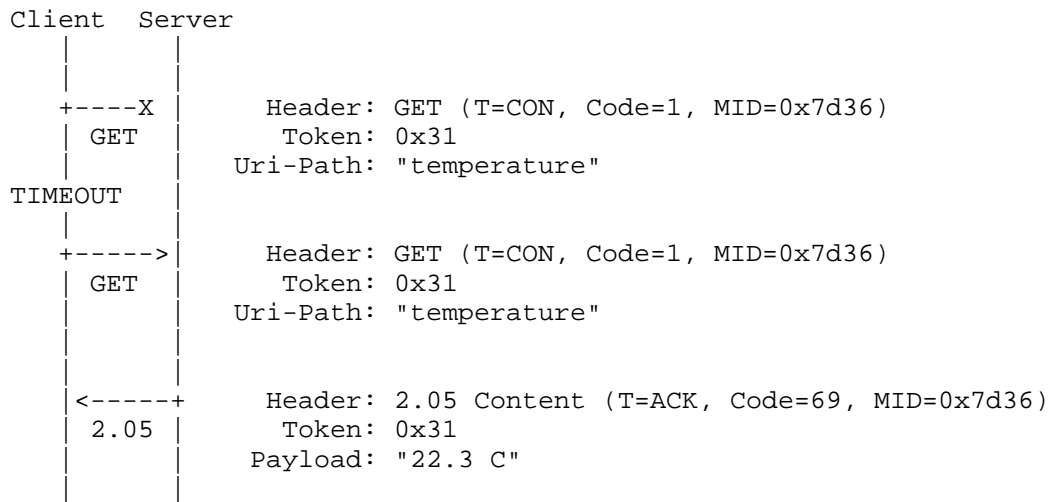 Client Server
+----X Header: GET (T=CON, Code=1, MID=0x7d36)
GET Token: 0x31
Uri-Path: "temperature"
TIMEOUT
+-----> Header: GET (T=CON, Code=1, MID=0x7d36)
GET Token: 0x31
Uri-Path: "temperature"
<-----+ Header: 2.05 Content (T=ACK, Code=69, MID=0x7d36)
2.05 Token: 0x31
Payload: "22.3 C"